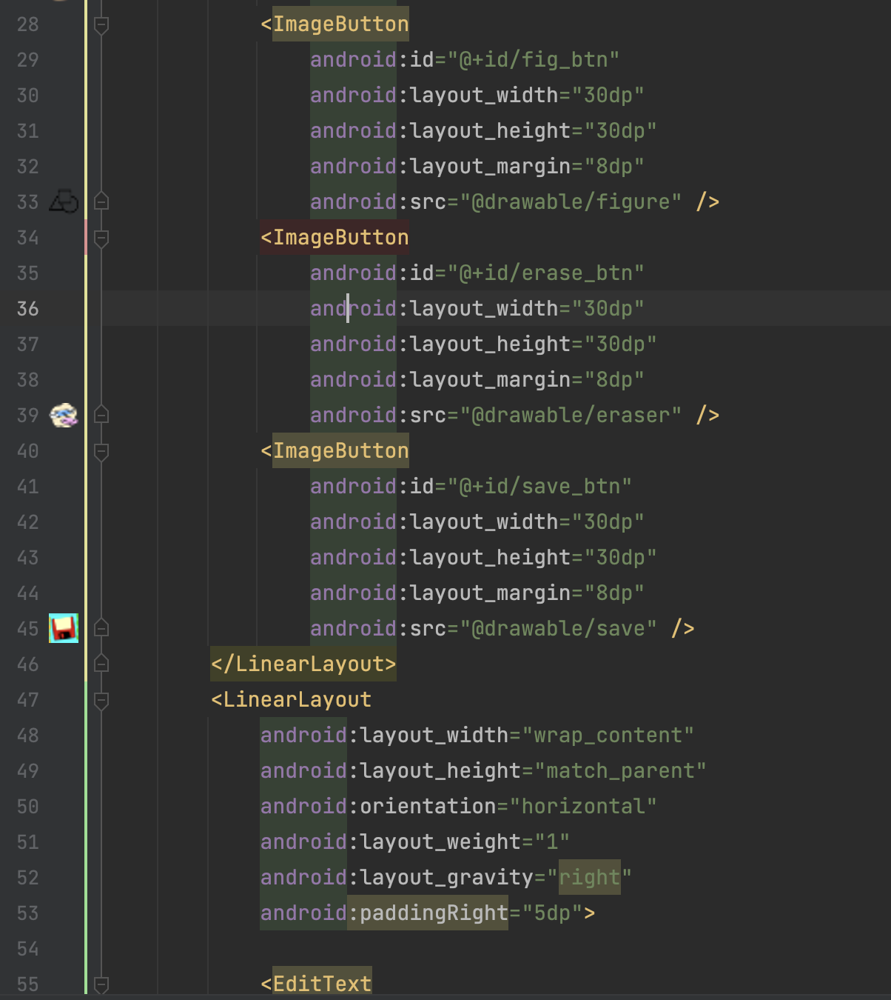 28 <ImageButton
29 android:id="@+id/fig_btn"
30 android:layout_width="30dp"
31 android:layout_height="30dp"
32 android:layout_margin="8dp"
33 android:src="@drawable/figure" />
34 <ImageButton
35 android:id="@+id/erase_btn"
36 android:layout_width="30dp"
37 android:layout_height="30dp"
38 android:layout_margin="8dp"
39 android:src="@drawable/eraser" />
40 <ImageButton
41 android:id="@+id/save_btn"
42 android:layout_width="30dp"
43 android:layout_height="30dp"
44 android:layout_margin="8dp"
45 android:src="@drawable/save" />
46 </LinearLayout>
47 <LinearLayout
48 android:layout_width="wrap_content"
49 android:layout_height="match_parent"
50 android:orientation="horizontal"
51 android:layout_weight="1"
52 android:layout_gravity="right"
53 android:paddingRight="5dp">
54
55 <EditText